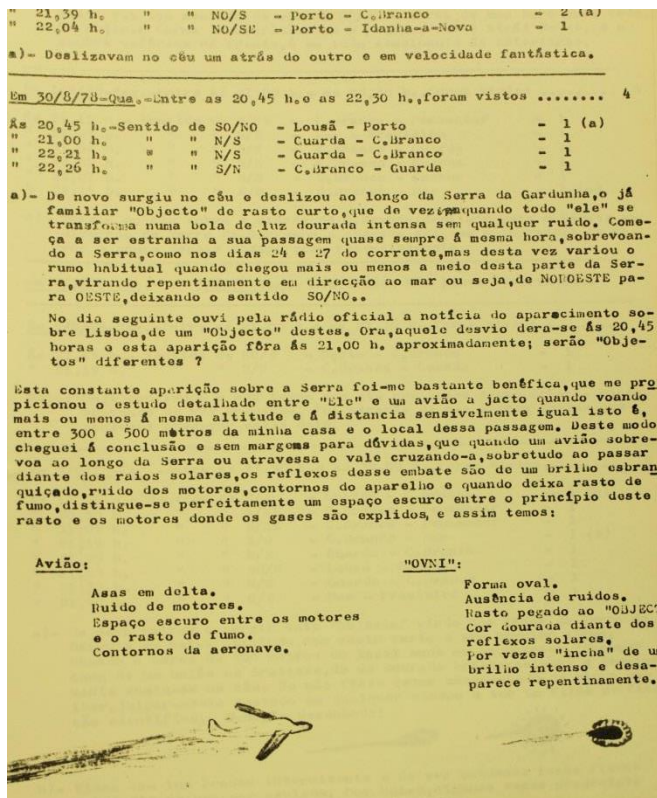 " 21,39 h. " " NO/S - Porto - C.Branco - 2 (a)
" 22,04 h. " " NO/SE - Porto - Idanha-a-Nova - 1
a)- Deslizavam no céu um atrás do outro e em velocidade fantástica.
Em 30/8/78-Qua.-Entre as 20,45 h.e as 22,30 h.,foram vistos ........ 4
Ás 20,45 h.-Sentido de SO/NO - Lousã - Porto - 1 (a)
" 21,00 h. " " N/S - Guarda - C.Branco - 1
" 22,21 h. " " N/S - Guarda - C.Branco - 1
" 22,26 h. " " S/N - C.Branco - Guarda - 1
a)- De novo surgiu no céu e deslizou ao longo da Serra da Gardunha,o já
familiar "Objecto" de rasto curto,que de vez quando todo "ele" se
transforma numa bola de luz dourada intensa sem qualquer ruido. Come-
ça a ser estranha a sua passagem quase sempre á mesma hora,sobrevoan-
do a Serra,como nos dias 24 e 27 do corrente,mas desta vez variou o
rumo habitual quando chegou mais ou menos a meio desta parte da Ser-
ra,virando repentinamente em direcção ao mar ou seja,de NOROESTE pa-
ra OESTE,deixando o sentido SO/NO..
No dia seguinte ouvi pela rádio oficial a notícia do aparecimento so-
bre Lisboa,de um "Objecto" destes. Ora,aquele desvio dera-se ás 20,45
horas e esta aparição fôra ás 21,00 h. aproximadamente; serão "Obje-
tos" diferentes ?
Esta constante aparição sobre a Serra foi-me bastante benéfica,que me pro
picionou o estudo detalhado entre "Ele" e um avião a jacto quando voando
mais ou menos á mesma altitude e á distancia sensivelmente igual isto é,
entre 300 a 500 métros da minha casa e o local dessa passagem. Deste modo
cheguei á conclusão e sem margens para dúvidas,que quando um avião sobre-
voa ao longo da Serra ou atravessa o vale cruzando-a,sobretudo ao passar
diante dos raios solares,os reflexos desse embate são de um brilho esbran
quiçado,ruido dos motores,contornos do aparelho e quando deixa rasto de
fumo,distingue-se perfeitamente um espaço escuro entre o princípio deste
rasto e os motores donde os gases são explidos, e assim temos:
Avião:
Asas em delta.
Ruido de motores.
Espaço escuro entre os motores
e o rasto de fumo.
Contornos da aeronave.
"OVNI":
Forma oval.
Ausência de ruidos.
Rasto pegado ao "OBJECT
Cor dourada diante dos
reflexos solares.
Por vezes "incha" de u
brilho intenso e desa-
parece repentinamente.